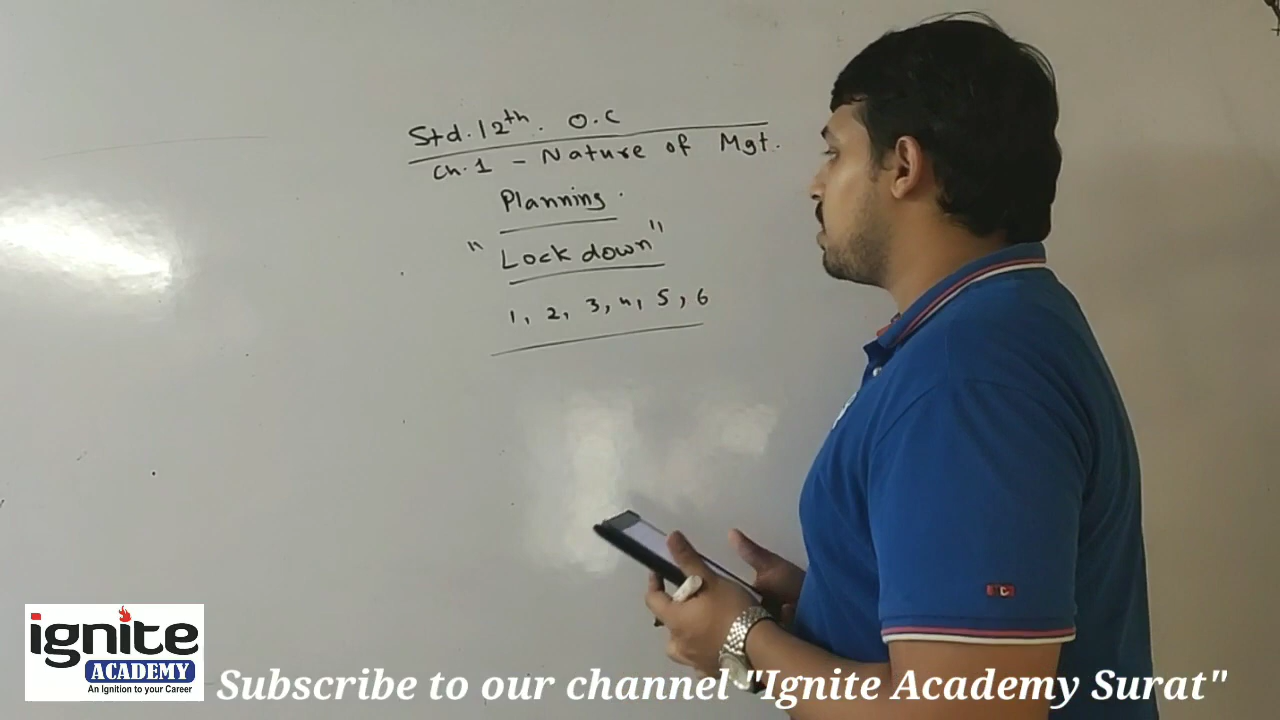 Std. 12th. O.C
Ch.1 - Nature of Mgt.
Planning.
"Lock down"
1, 2, 3, 4, 5, 6
ignite
ACADEMY
An Ignition to your Career
Subscribe to our channel "Ignite Academy Surat"